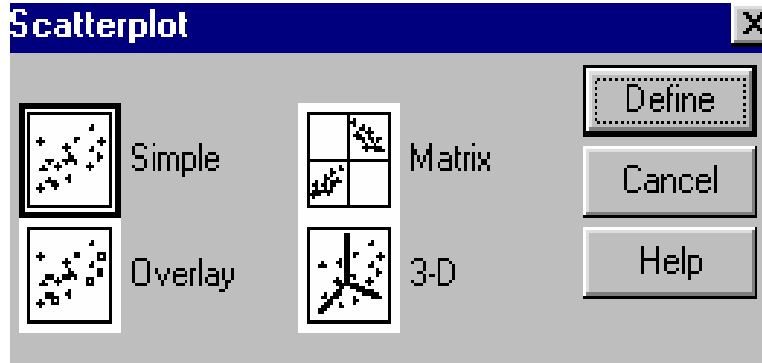 Scatterplot
Simple
Matrix
Overlay
3-D
Define
Cancel
Help